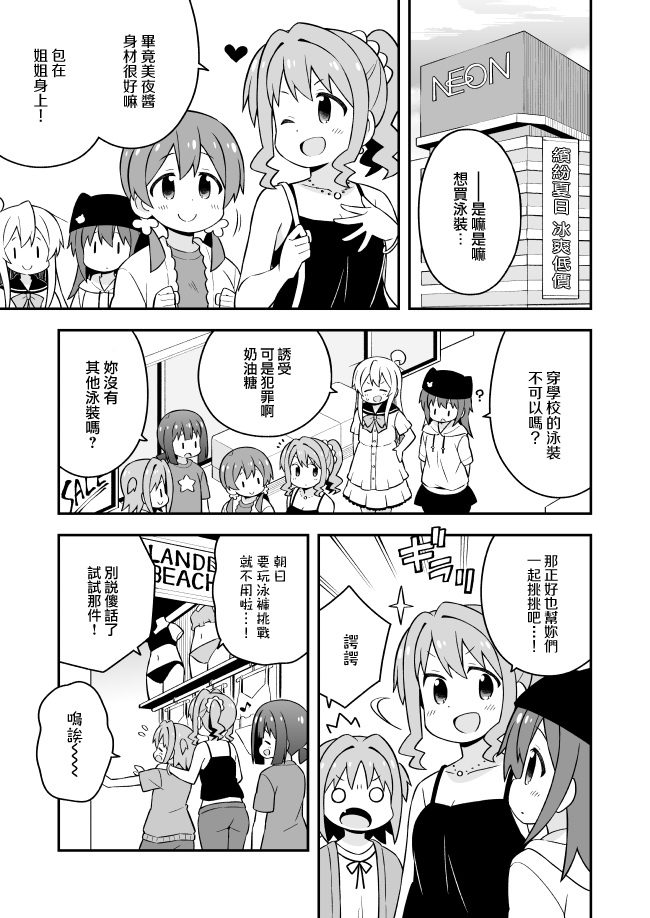 NEON
繽紛夏日 冰爽低價
——是嘛是嘛
想買泳裝…
畢竟美夜醬
身材很好嘛
包在
姐姐身上！
穿學校的泳裝
不可以嗎？
?
誘受
可是犯罪啊
奶油糖
妳沒有
其他泳裝嗎？
SALE
那正好也幫妳們
一起挑挑吧…！
ギラッ
諤諤
LANDE
BEACH
朝日
要玩泳褲挑戰
就不用啦…！
別說傻話了
試試那件！
嗚誒～～～